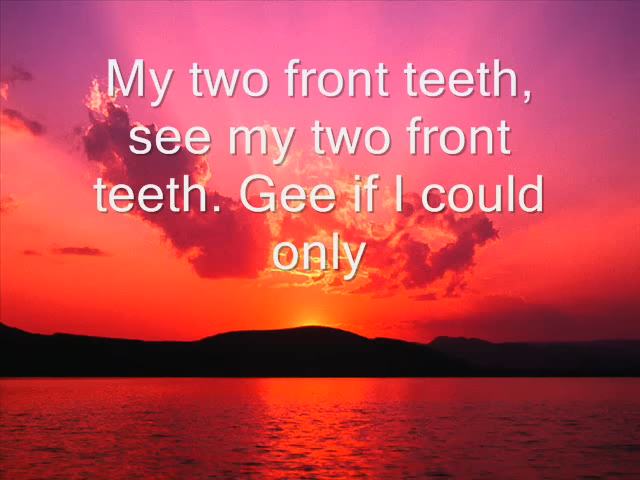 My two front teeth,
see my two front
teeth. Gee if I could
only